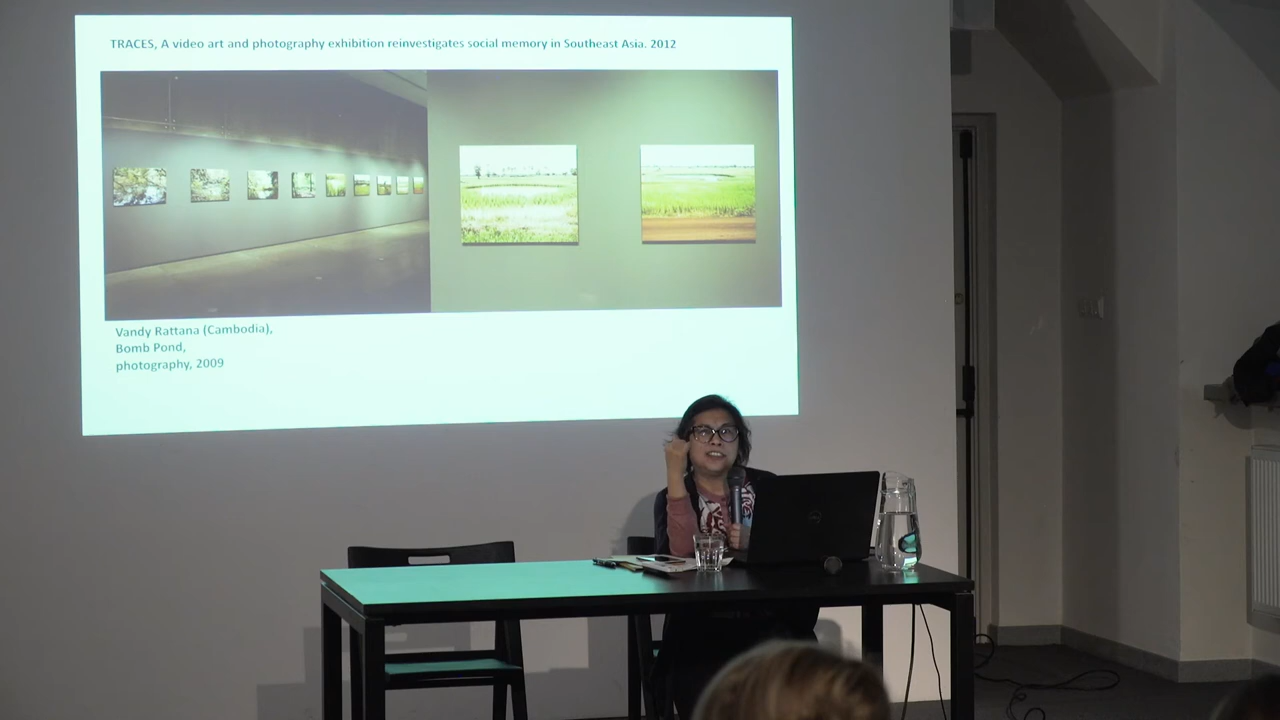 TRACES, A video art and photography exhibition reinvestigates social memory in Southeast Asia. 2012
Vandy Rattana (Cambodia),
Bomb Pond,
photography, 2009